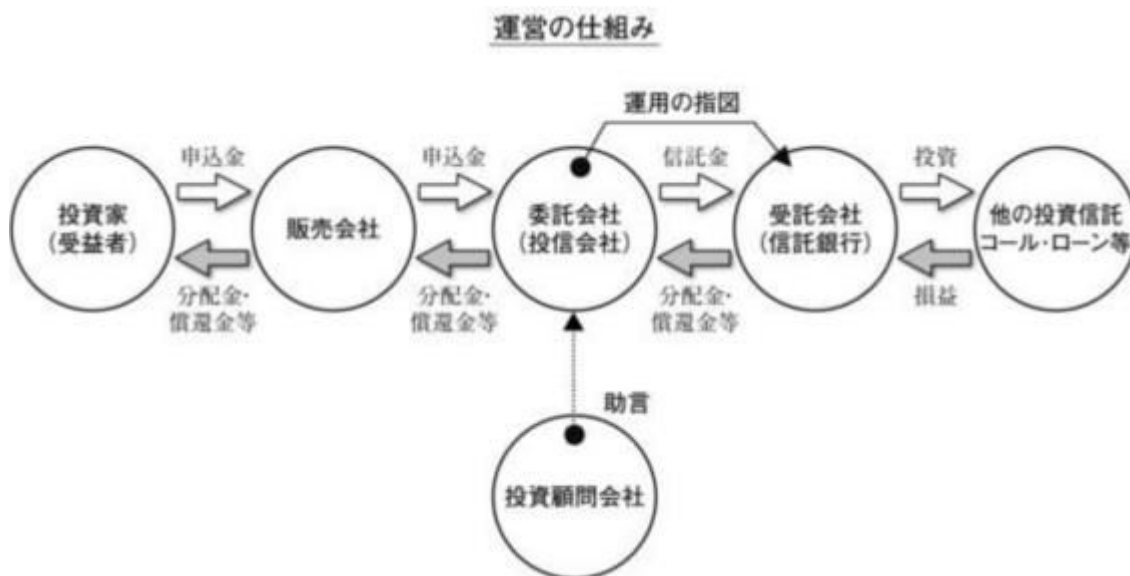 運営の仕組み
運用の指図
申込金
申込金
信託金
投資
投資家
(受益者)
販売会社
委託会社
(投信会社)
受託会社
(信託銀行)
他の投資信託
コール・ローン等
分配金・
償還金等
分配金・
償還金等
分配金・
償還金等
損益
助言
投資顧問会社